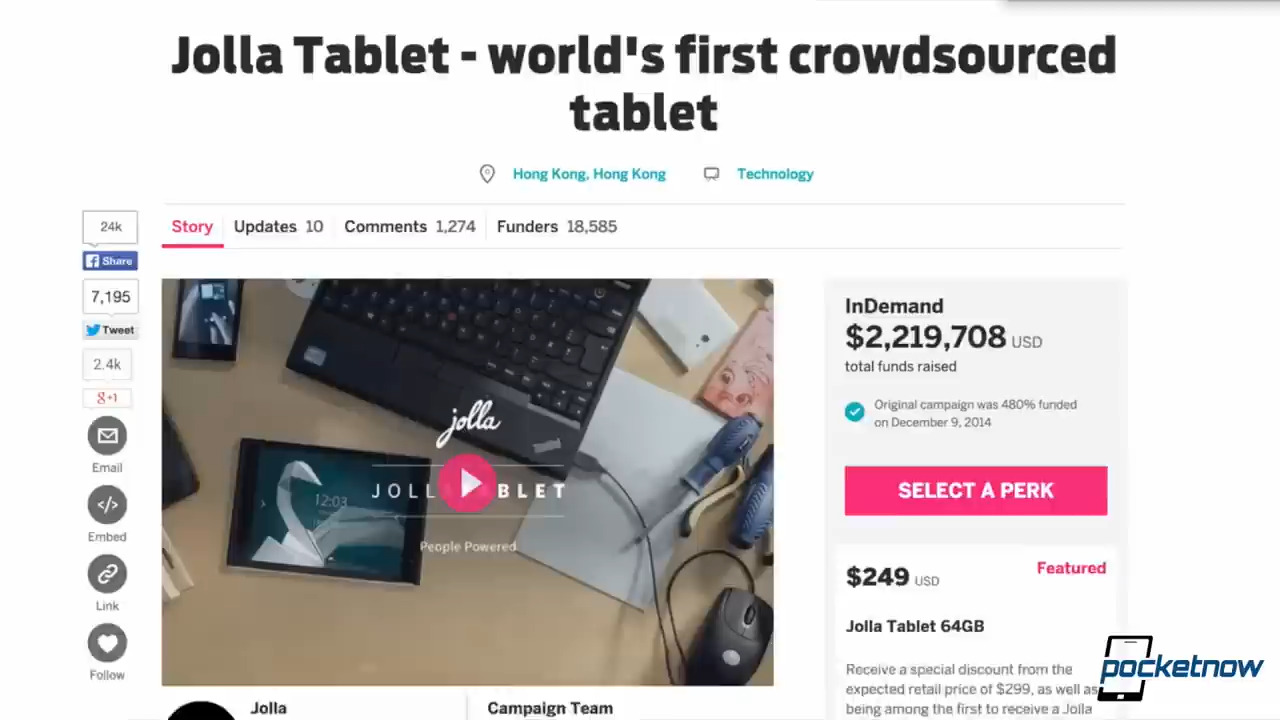 Jolla Tablet - world's first crowdsourced
tablet
Hong Kong, Hong Kong Technology
Story Updates 10 Comments 1,274 Funders 18,585
24k
Share
7,195
Tweet
2.4k
g+1
Email
Embed
Link
Follow
jolla
JOLL ABLET
12:03
People Powered
InDemand
$2,219,708 USD
total funds raised
Original campaign was 480% funded
on December 9, 2014
SELECT A PERK
$249 USD Featured
Jolla Tablet 64GB
Receive a special discount from the
expected retail price of $299, as well as
being among the first to receive a Jolla
Jolla
Campaign Team
pocketnow